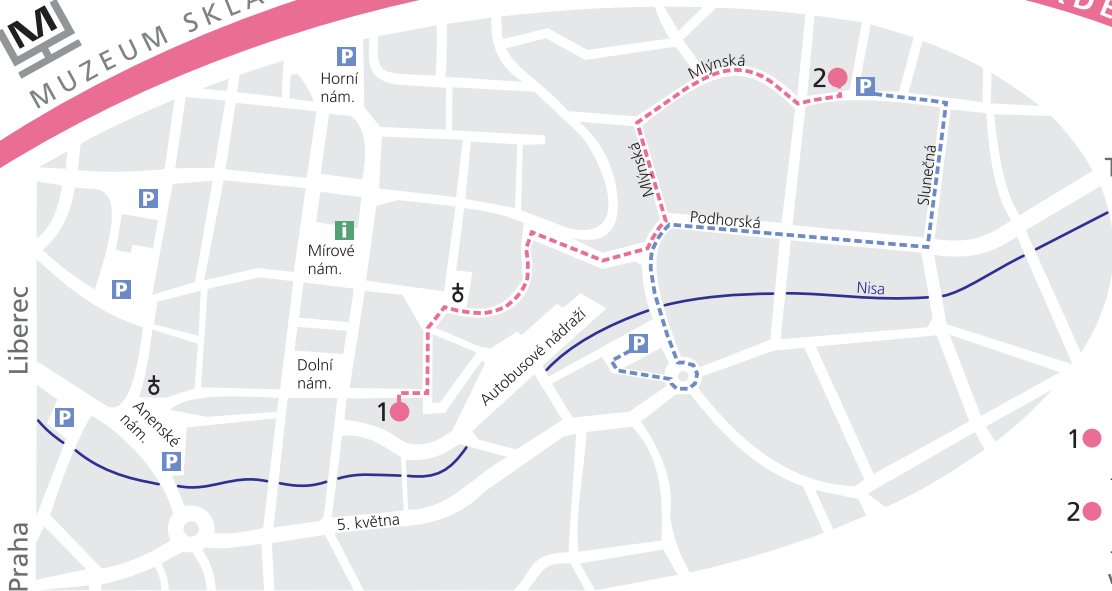 M
MUZEUM SKLA
P
Horní
nám.
Mlýnská
2
P
Mlýnská
Slunečná
P
Podhorská
i
Mírové
nám.
P
Nisa
Liberec
Autobusové nádraží
P
Dolní
nám.
1
Anenské
nám.
P
P
5. května
Praha
1
2